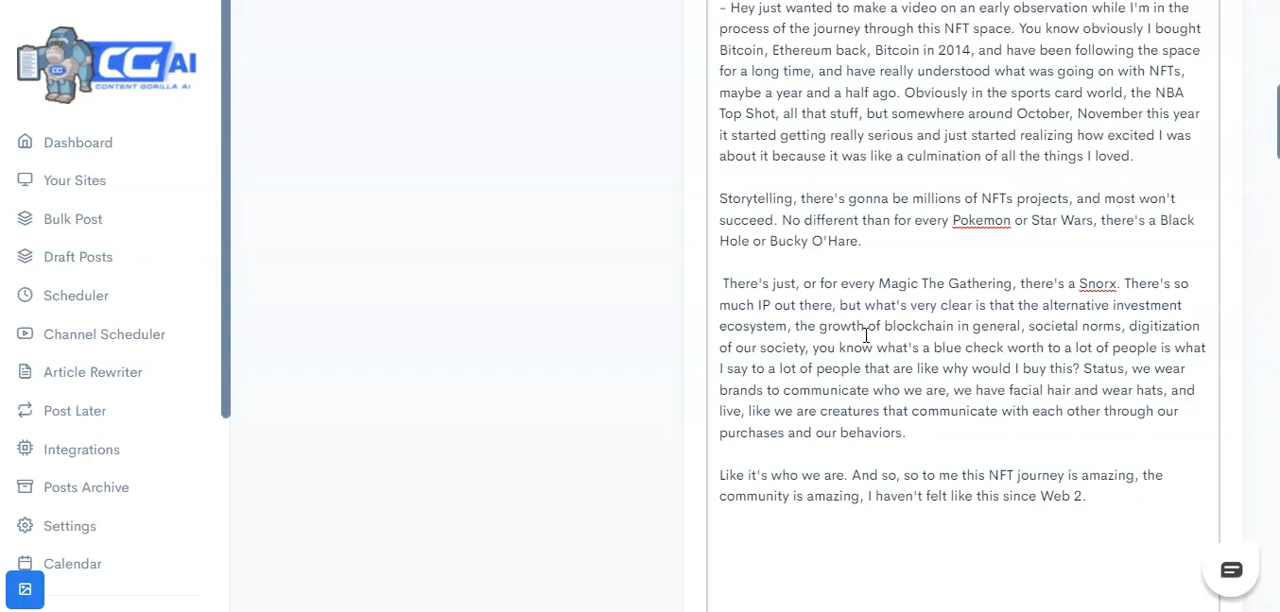 CG AI
CONTENT GORILLA AI
CG
Dashboard
Your Sites
Bulk Post
Draft Posts
Scheduler
Channel Scheduler
Article Rewriter
Post Later
Integrations
Posts Archive
Settings
Calendar
- Hey just wanted to make a video on an early observation while I'm in the
process of the journey through this NFT space. You know obviously I bought
Bitcoin, Ethereum back, Bitcoin in 2014, and have been following the space
for a long time, and have really understood what was going on with NFTs,
maybe a year and a half ago. Obviously in the sports card world, the NBA
Top Shot, all that stuff, but somewhere around October, November this year
it started getting really serious and just started realizing how excited I was
about it because it was like a culmination of all the things I loved.
Storytelling, there's gonna be millions of NFTs projects, and most won't
succeed. No different than for every Pokemon or Star Wars, there's a Black
Hole or Bucky O'Hare.
There's just, or for every Magic The Gathering, there's a Snorx. There's so
much IP out there, but what's very clear is that the alternative investment
ecosystem, the growth of blockchain in general, societal norms, digitization
of our society, you know what's a blue check worth to a lot of people is what
I say to a lot of people that are like why would I buy this? Status, we wear
brands to communicate who we are, we have facial hair and wear hats, and
live, like we are creatures that communicate with each other through our
purchases and our behaviors.
Like it's who we are. And so, so to me this NFT journey is amazing, the
community is amazing, I haven't felt like this since Web 2.